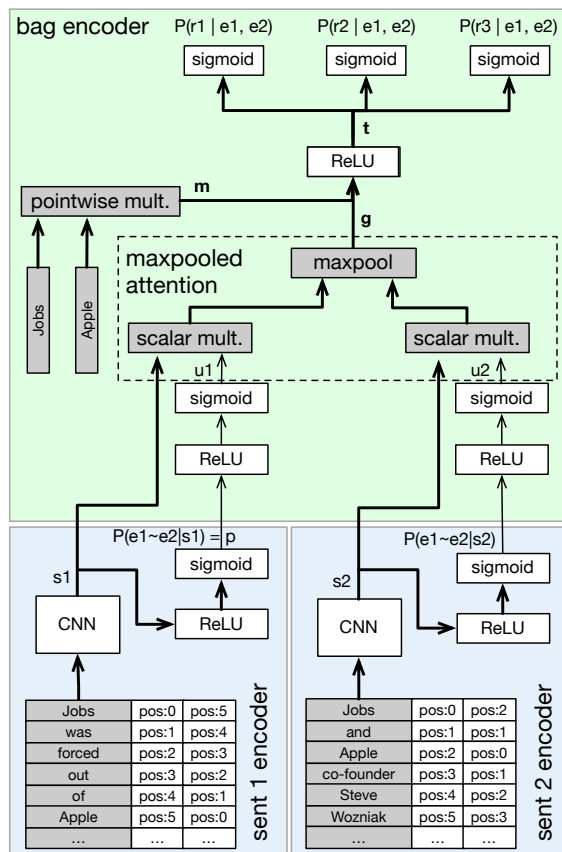 bag encoder
P(r1 | e1, e2) P(r2 | e1, e2) P(r3 | e1, e2)
sigmoid sigmoid sigmoid
t
ReLU
m
pointwise mult.
g
Jobs
Apple
maxpooled
attention
maxpool
scalar mult. scalar mult.
u1 u2
sigmoid sigmoid
ReLU ReLU
P(e1~e2|s1) = p P(e1~e2|s2)
sigmoid sigmoid
s1 s2
CNN ReLU CNN ReLU
sent 1 encoder
Jobs pos:0 pos:5
was pos:1 pos:4
forced pos:2 pos:3
out pos:3 pos:2
of pos:4 pos:1
Apple pos:5 pos:0
... ... ...
sent 2 encoder
Jobs pos:0 pos:2
and pos:1 pos:1
Apple pos:2 pos:0
co-founder pos:3 pos:1
Steve pos:4 pos:2
Wozniak pos:5 pos:3
... ... ...